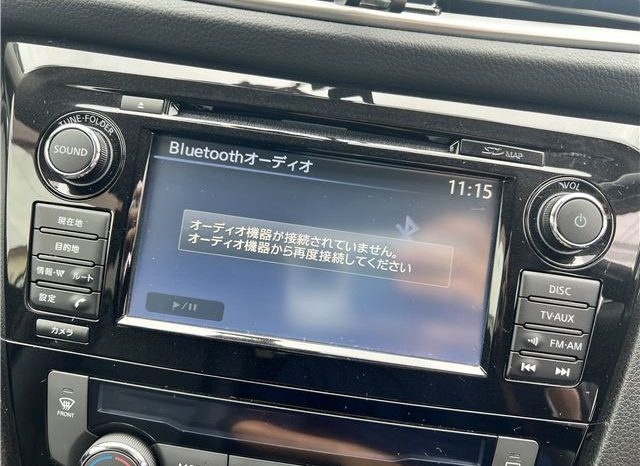 TUNE·FOLDER
SOUND
SD MAP
VOL
Bluetoothオーディオ
11:15
オーディオ機器が接続されていません。
オーディオ機器から再度接続してください
現在地
目的地
情報·W
ルート
設定
カメラ
DISC
TV·AUX
FM·AM
FRONT